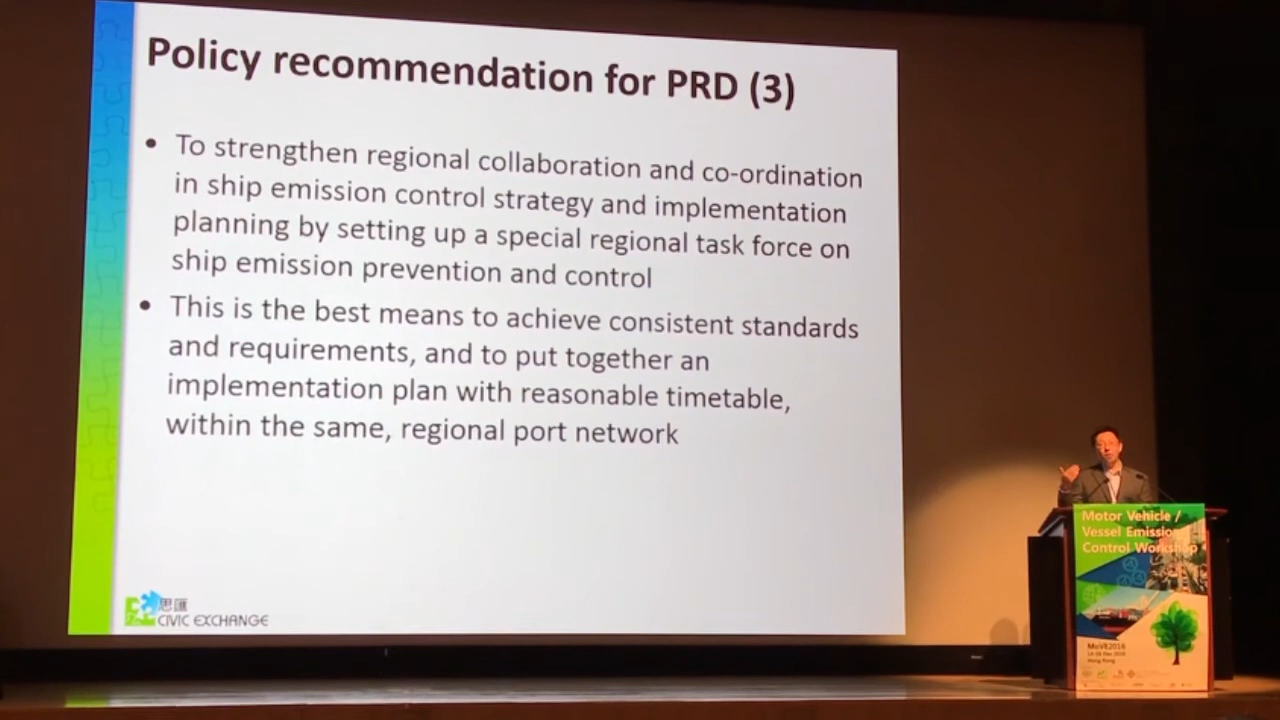 Policy recommendation for PRD (3)
• To strengthen regional collaboration and co-ordination
in ship emission control strategy and implementation
planning by setting up a special regional task force on
ship emission prevention and control
• This is the best means to achieve consistent standards
and requirements, and to put together an
implementation plan with reasonable timetable,
within the same, regional port network
思匯
CIVIC EXCHANGE
Motor Vehicle /
Vessel Emission
Control Workshop
MoVE2016
Hong Kong